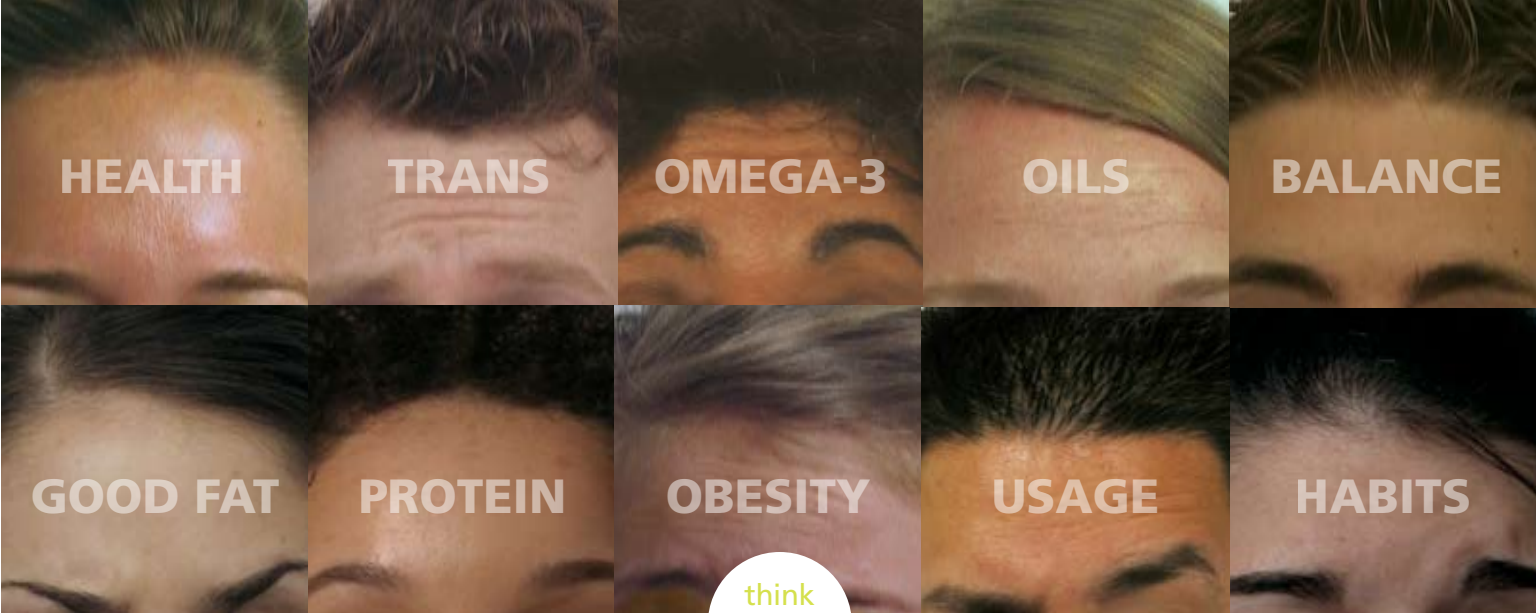 HEALTH
TRANS
OMEGA-3
OILS
BALANCE
GOOD FAT
PROTEIN
OBESITY
USAGE
HABITS
think